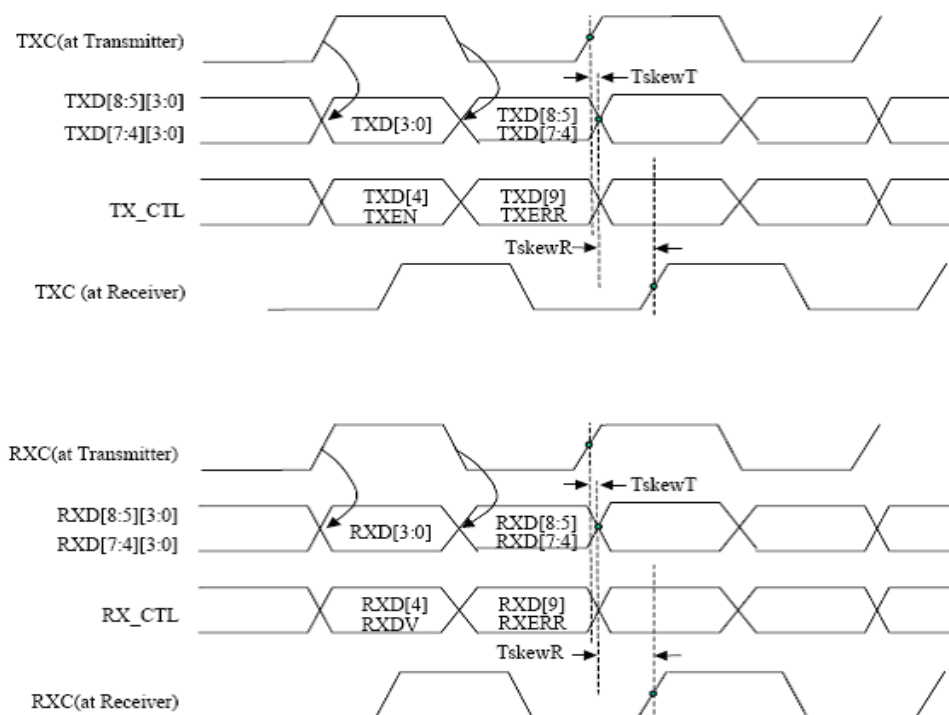 TXC(at Transmitter)
TskewT
TXD[8:5][3:0]
TXD[7:4][3:0]
TXD[3:0]
TXD[8:5]
TXD[7:4]
TX_CTL
TXD[4]
TXEN
TXD[9]
TXERR
TskewR
TXC (at Receiver)
RXC(at Transmitter)
TskewT
RXD[8:5][3:0]
RXD[7:4][3:0]
RXD[3:0]
RXD[8:5]
RXD[7:4]
RX_CTL
RXD[4]
RXDV
RXD[9]
RXERR
TskewR
RXC(at Receiver)